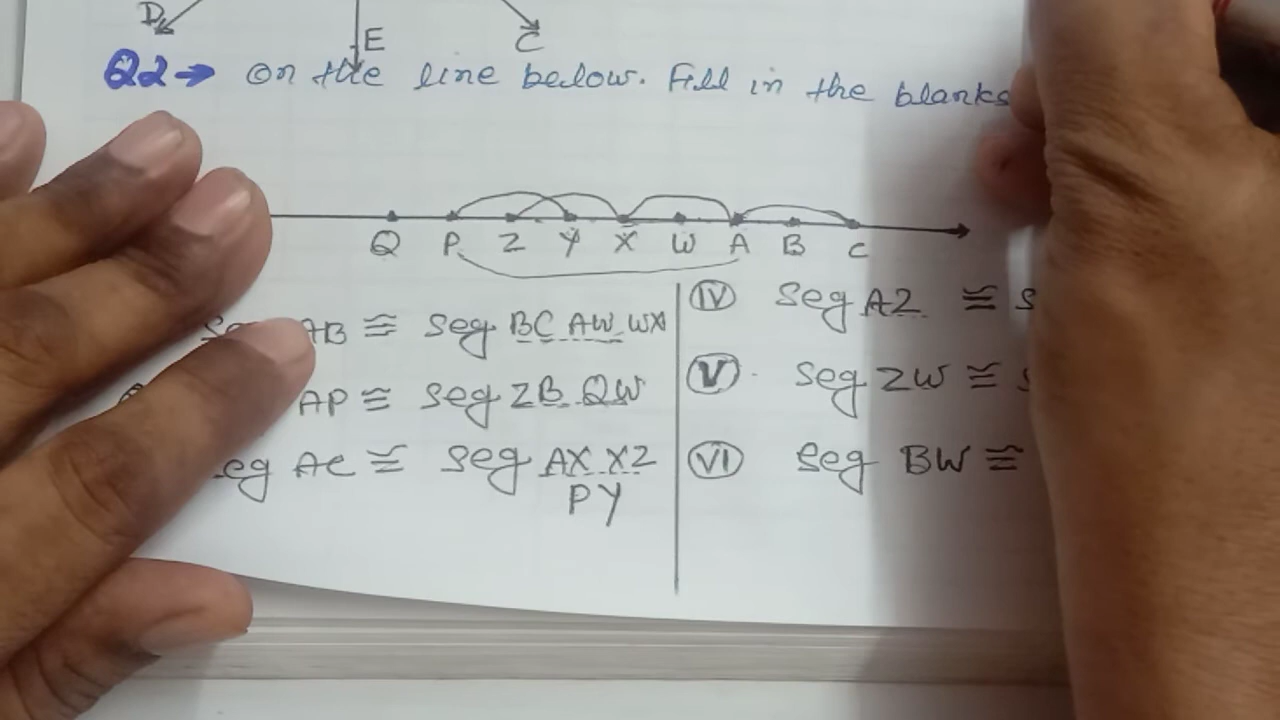 D E C
Q2→ On the line below. Fill in the blanks
Q P Z Y X W A B C
AB ≅ seg BC AW WX
AP ≅ seg ZB QW
seg AC ≅ seg AX XZ
PY
IV seg AZ ≅ s
V seg ZW ≅ s
VI seg BW ≅